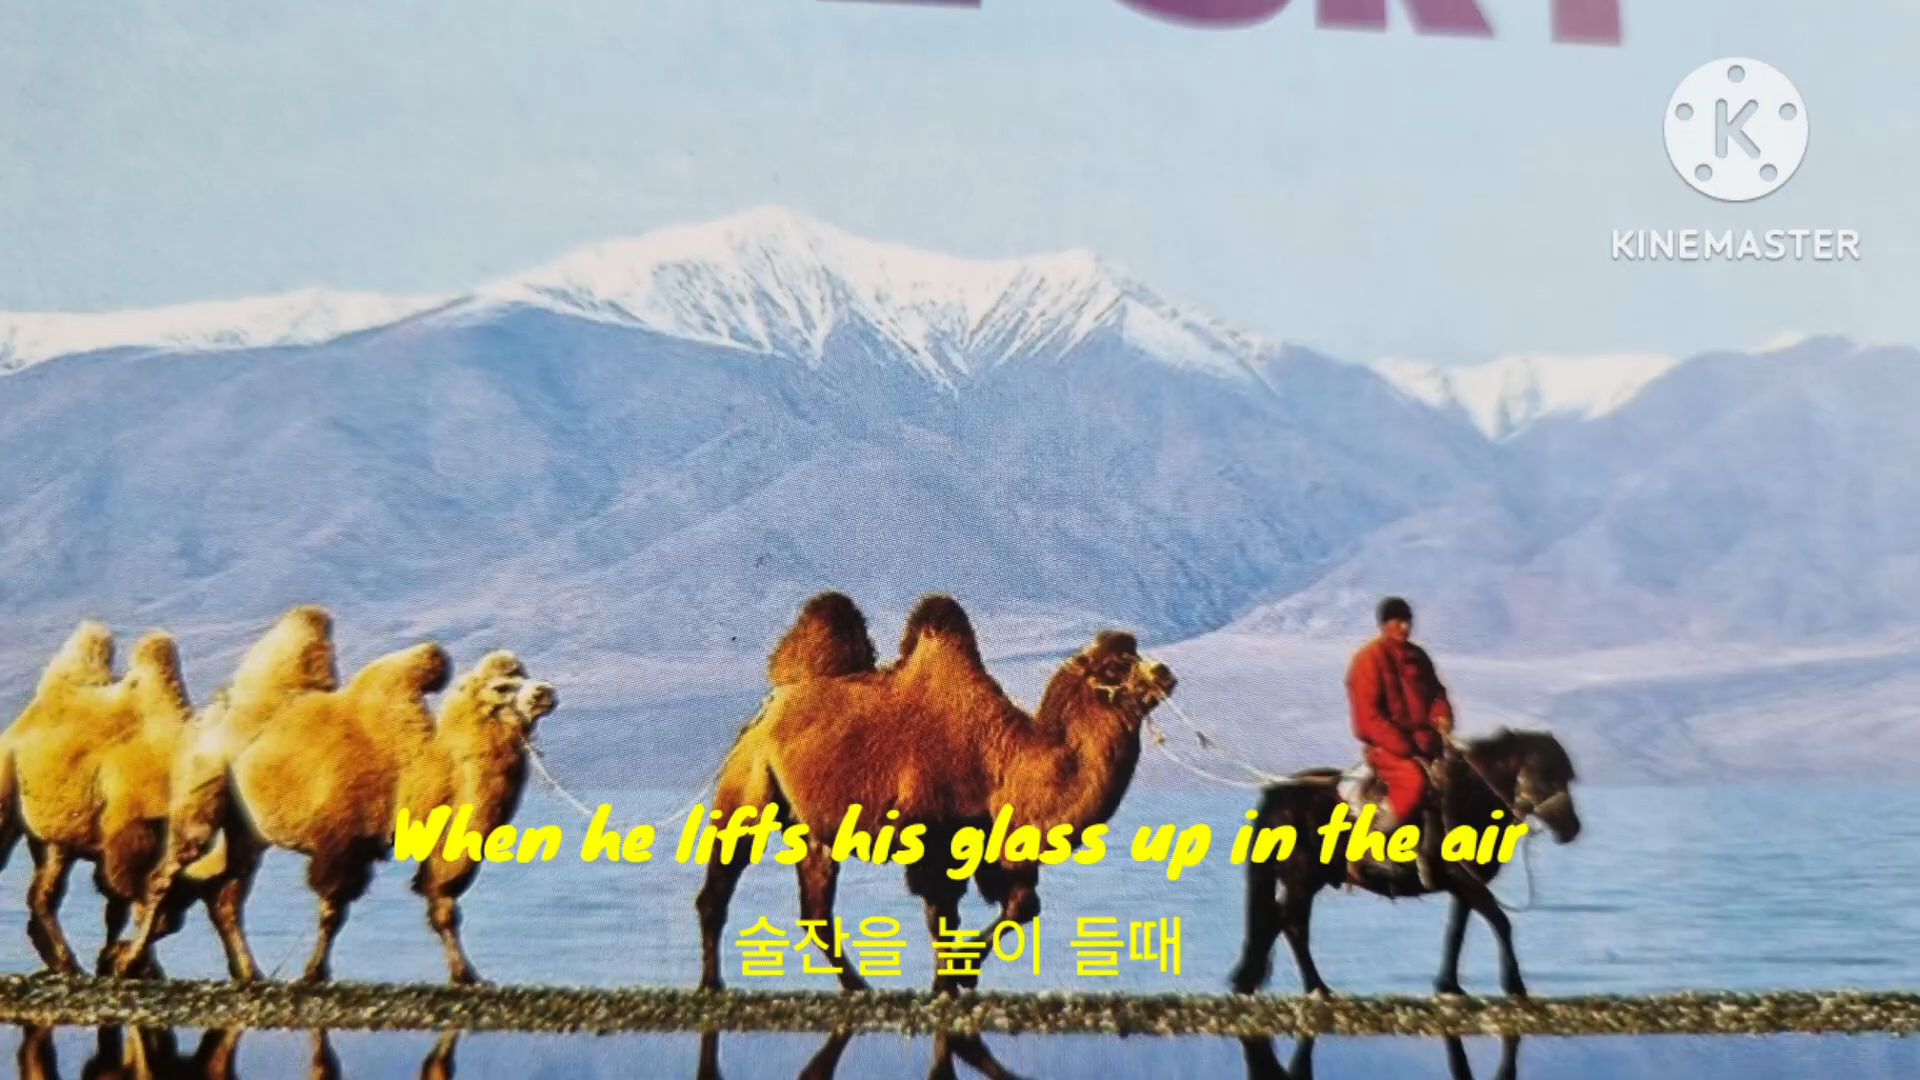 K
KINEMASTER
When he lifts his glass up in the air
술잔을 높이 들때